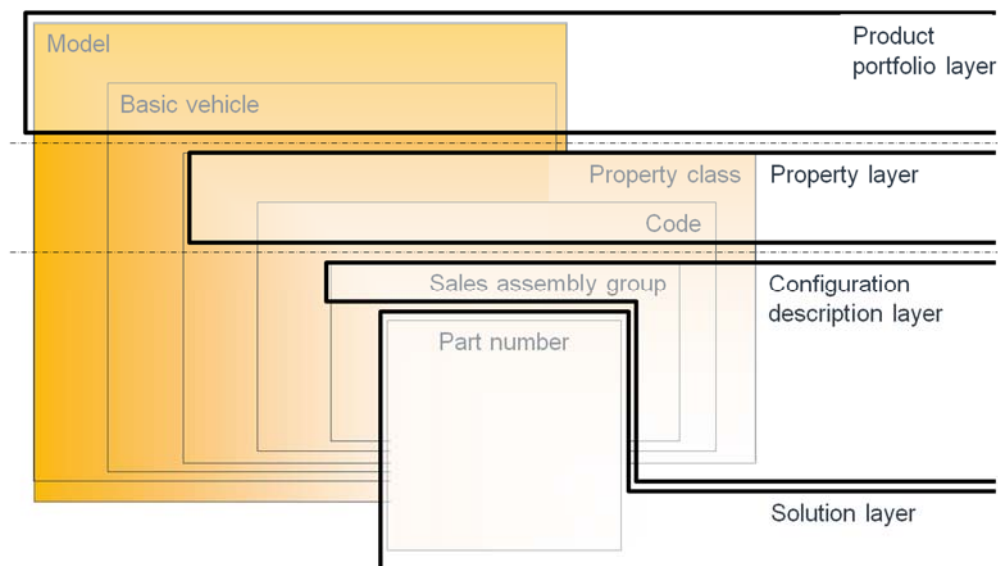 Model
Product
portfolio layer
Basic vehicle
Property class
Property layer
Code
Sales assembly group
Configuration
description layer
Part number
Solution layer